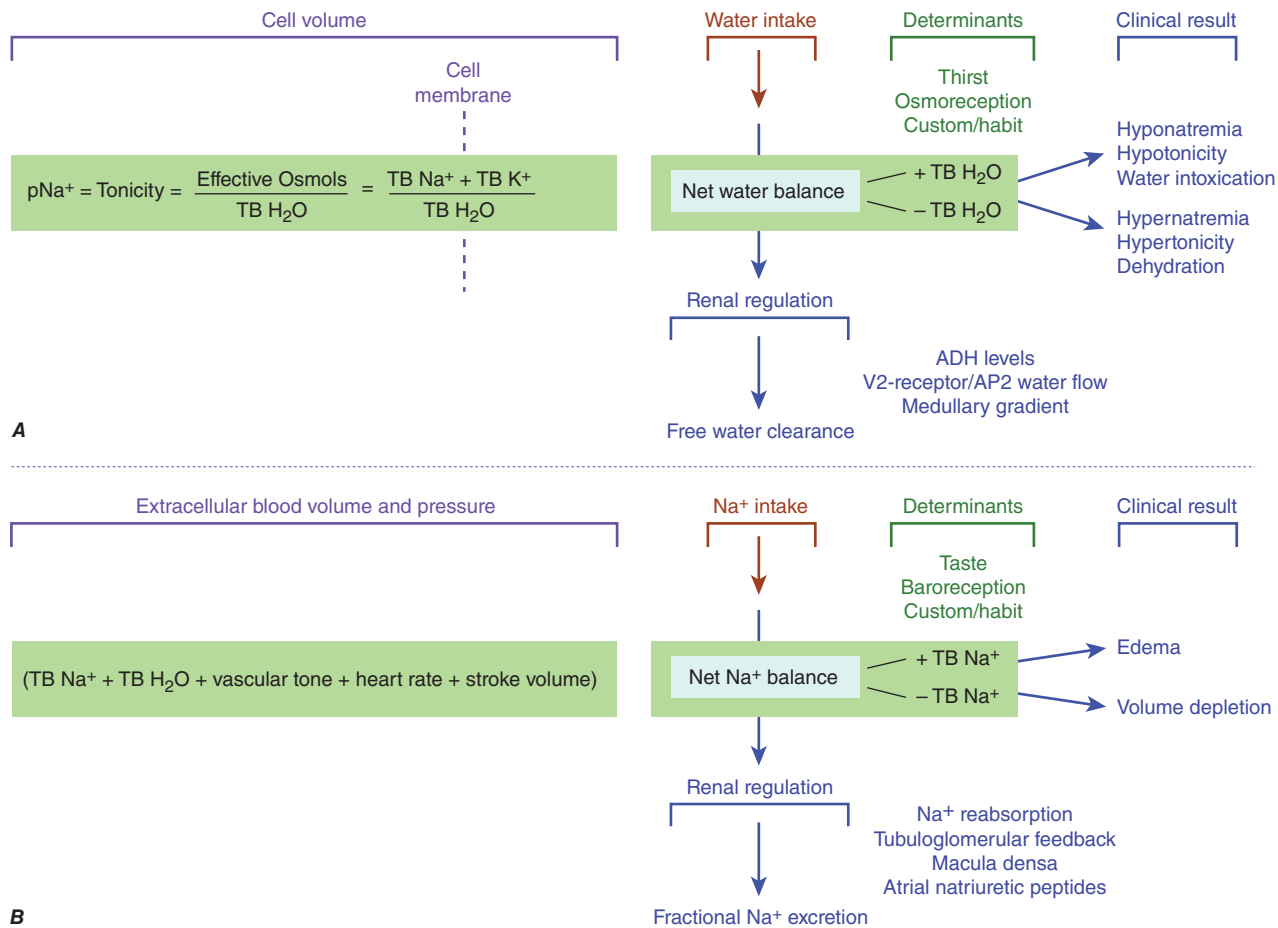 Cell volume
Water intake
Determinants
Clinical result
Cell
membrane
Thirst
Osmoreception
Custom/habit
pNa⁺ = Tonicity = Effective Osmols / TB H₂O = TB Na⁺ + TB K⁺ / TB H₂O
Net water balance
+ TB H₂O
– TB H₂O
Hyponatremia
Hypotonicity
Water intoxication
Hypernatremia
Hypertonicity
Dehydration
Renal regulation
ADH levels
V2-receptor/AP2 water flow
Medullary gradient
Free water clearance
A
Extracellular blood volume and pressure
Na⁺ intake
Determinants
Clinical result
Taste
Baroreception
Custom/habit
(TB Na⁺ + TB H₂O + vascular tone + heart rate + stroke volume)
Net Na⁺ balance
+ TB Na⁺
– TB Na⁺
Edema
Volume depletion
Renal regulation
Na⁺ reabsorption
Tubuloglomerular feedback
Macula densa
Atrial natriuretic peptides
Fractional Na⁺ excretion
B